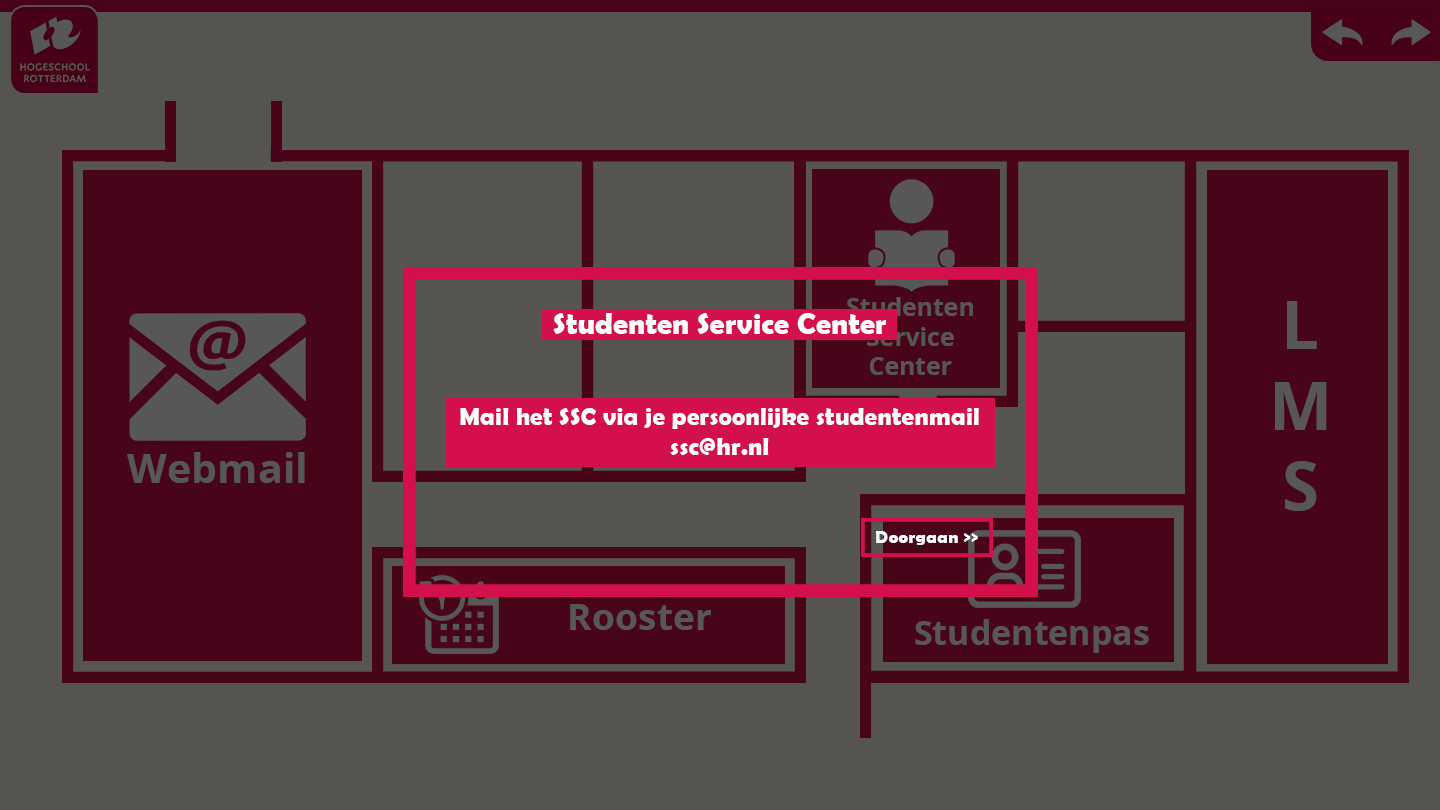 HOGESCHOOL
ROTTERDAM
Studenten
Service
Center
Studenten Service Center
Mail het SSC via je persoonlijke studentenmail
ssc@hr.nl
Doorgaan >>
@
Webmail
Rooster
Studentenpas
L
M
S